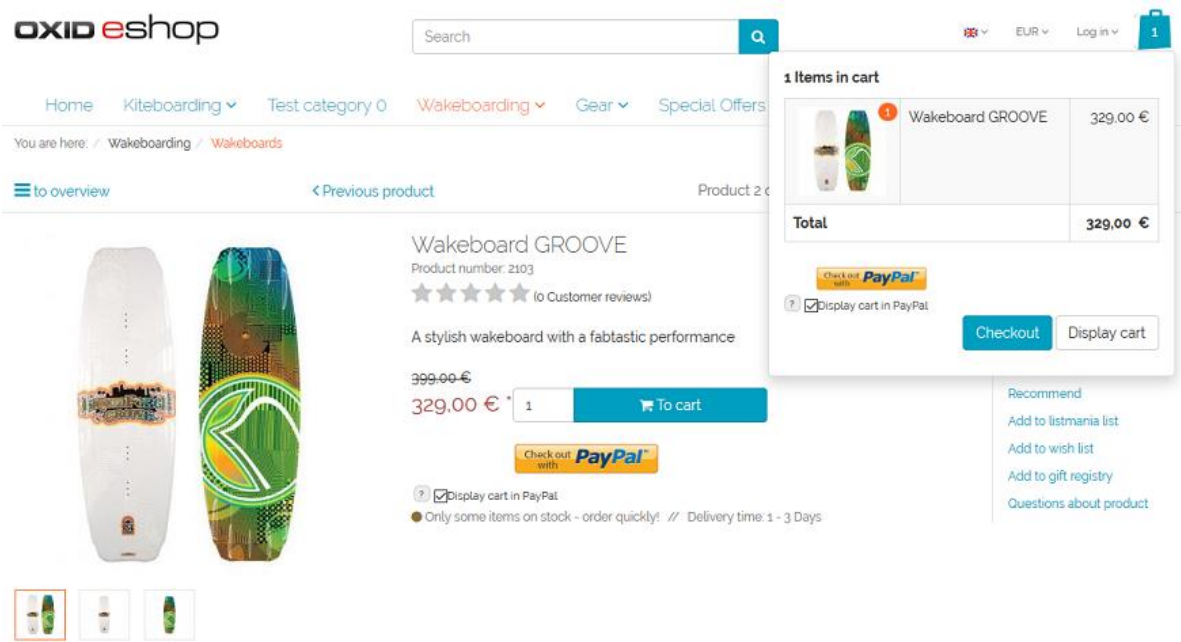 OXID eshop
Search
EUR
Log in
1
1 Items in cart
1
Wakeboard GROOVE
329,00 €
Total
329,00 €
Check out with PayPal™
?
Display cart in PayPal
Checkout
Display cart
Home
Kiteboarding
Test category 0
Wakeboarding
Gear
Special Offers
You are here: / Wakeboarding / Wakeboards
to overview
Previous product
Product 2
Wakeboard GROOVE
Product number: 2103
(0 Customer reviews)
A stylish wakeboard with a fabtastic performance
399,00 €
329,00 € *
1
To cart
Check out with PayPal™
?
Display cart in PayPal
Only some items on stock - order quickly! // Delivery time: 1 - 3 Days
Recommend
Add to listmania list
Add to wish list
Add to gift registry
Questions about product